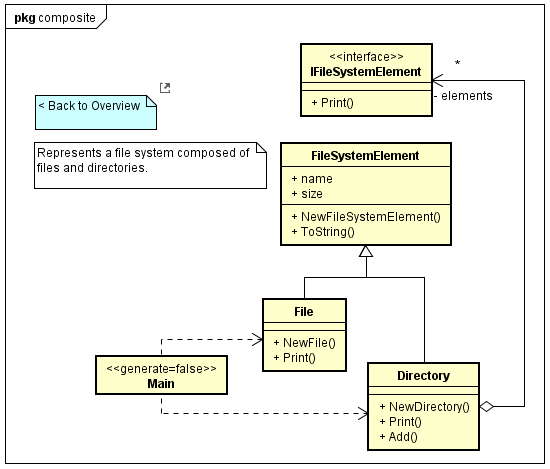 pkg composite
<<interface>>
IFileSystemElement
+ Print()
*
- elements
< Back to Overview
Represents a file system composed of
files and directories.
FileSystemElement
+ name
+ size
+ NewFileSystemElement()
+ ToString()
File
+ NewFile()
+ Print()
<<generate=false>>
Main
Directory
+ NewDirectory()
+ Print()
+ Add()